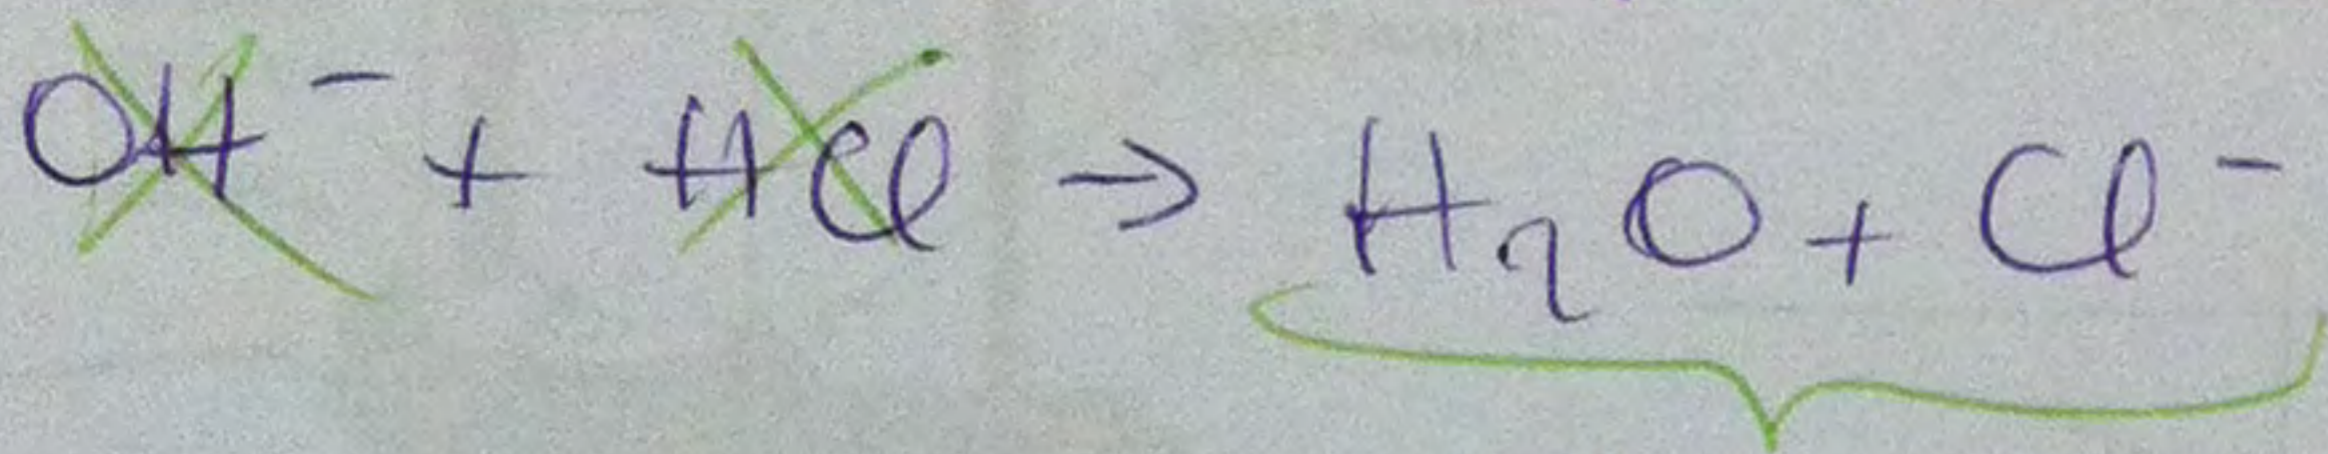 OH⁻ + HCl → H₂O + Cl⁻